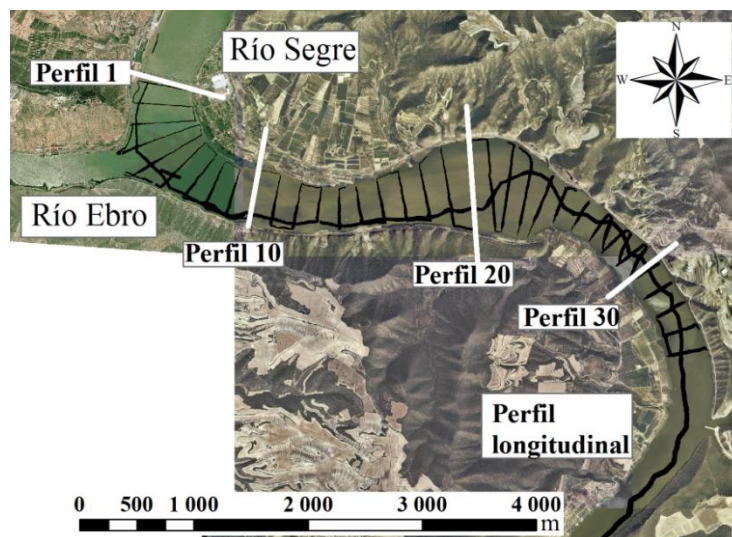 Río Segre
Perfil 1
N
W
E
S
Río Ebro
Perfil 10
Perfil 20
Perfil 30
Perfil
longitudinal
0 500 1 000 2 000 3 000 4 000
m